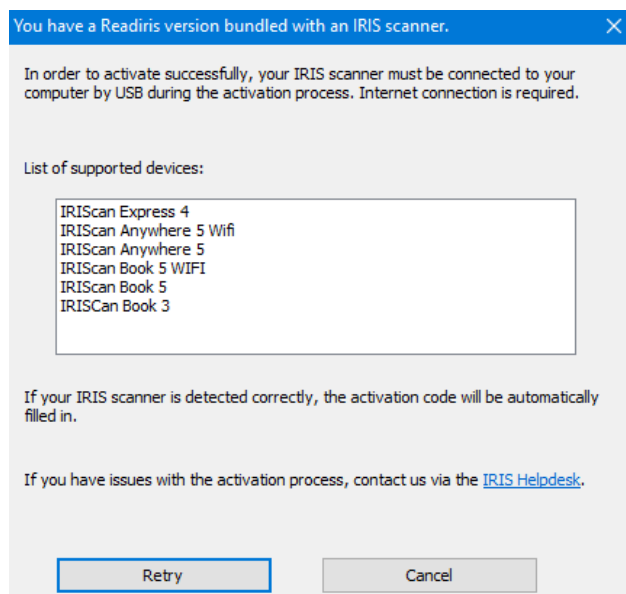 You have a Readiris version bundled with an IRIS scanner.
In order to activate successfully, your IRIS scanner must be connected to your
computer by USB during the activation process. Internet connection is required.
List of supported devices:
IRIScan Express 4
IRIScan Anywhere 5 Wifi
IRIScan Anywhere 5
IRIScan Book 5 WIFI
IRIScan Book 5
IRISCan Book 3
If your IRIS scanner is detected correctly, the activation code will be automatically
filled in.
If you have issues with the activation process, contact us via the IRIS Helpdesk.
Retry
Cancel